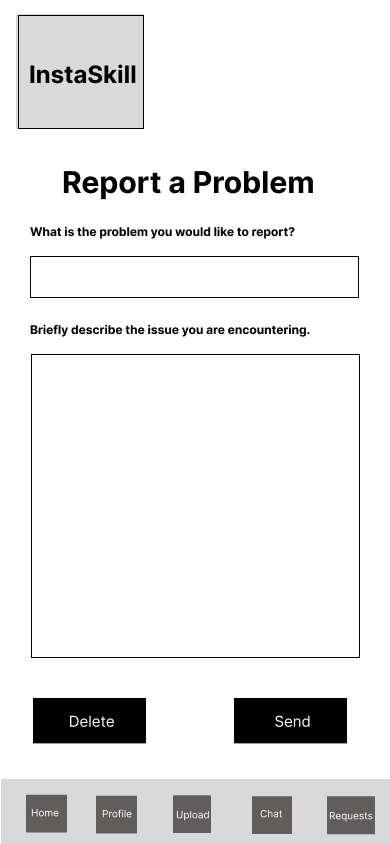 InstaSkill
Report a Problem
What is the problem you would like to report?
Briefly describe the issue you are encountering.
Delete
Send
Home
Profile
Upload
Chat
Requests